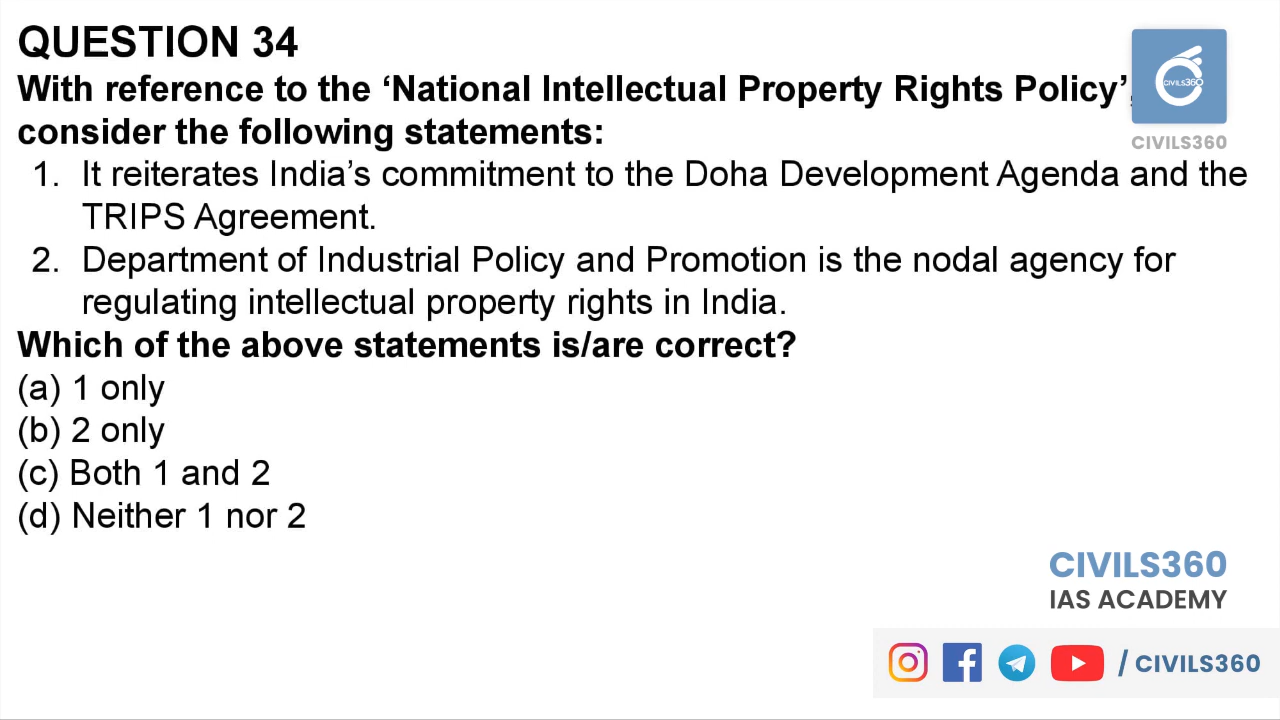 QUESTION 34
With reference to the ‘National Intellectual Property Rights Policy’,
CIVILS360
consider the following statements:
CIVILS360
1. It reiterates India’s commitment to the Doha Development Agenda and the
TRIPS Agreement.
2. Department of Industrial Policy and Promotion is the nodal agency for
regulating intellectual property rights in India.
Which of the above statements is/are correct?
(a) 1 only
(b) 2 only
(c) Both 1 and 2
(d) Neither 1 nor 2
CIVILS360
IAS ACADEMY
/ CIVILS360